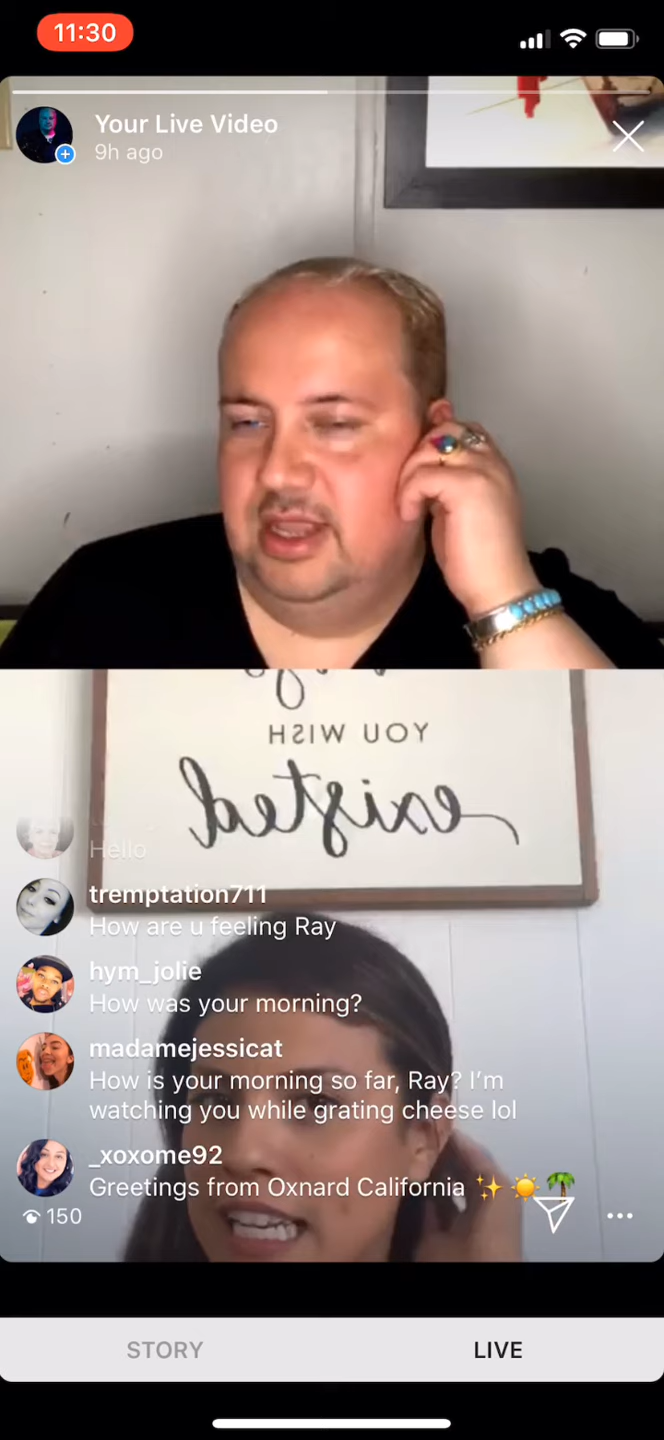 11:30
Your Live Video
9h ago
YOU WISH
existed
Hello
tremptation711
How are u feeling Ray
hym_jolie
How was your morning?
madamejessicat
How is your morning so far, Ray? I’m
watching you while grating cheese lol
_xoxome92
Greetings from Oxnard California ✨☀️🌴
150
STORY
LIVE